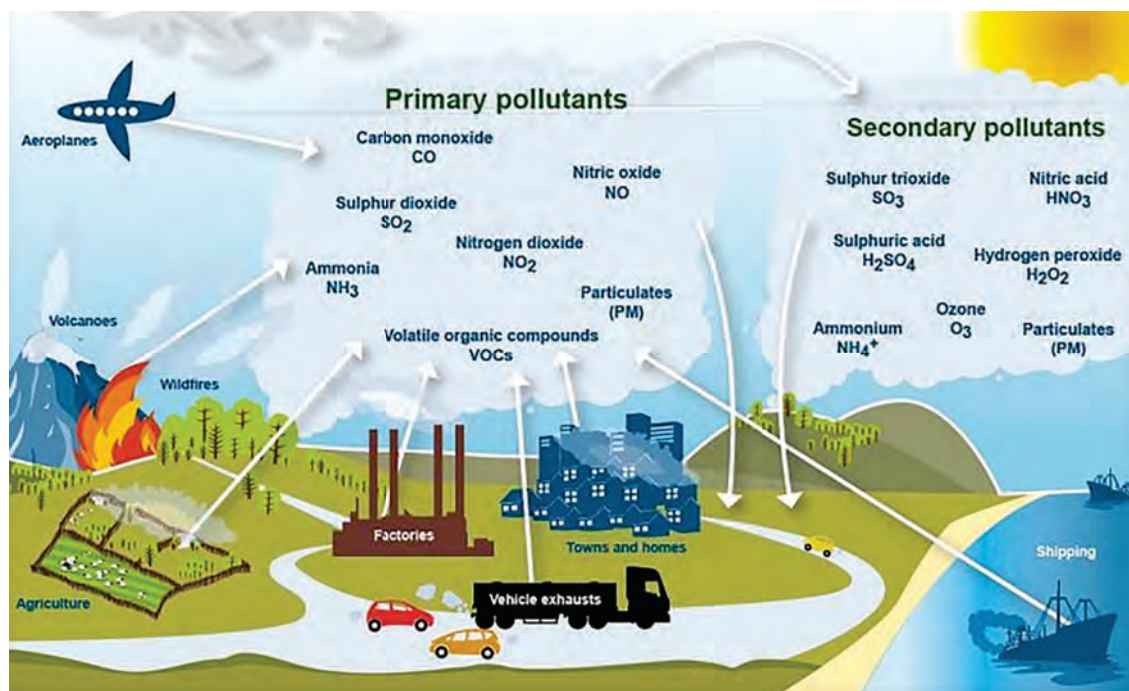 Primary pollutants
Aeroplanes
Carbon monoxide
CO
Nitric oxide
NO
Sulphur dioxide
SO2
Nitrogen dioxide
NO2
Ammonia
NH3
Particulates
(PM)
Volatile organic compounds
VOCs
Secondary pollutants
Sulphur trioxide
SO3
Nitric acid
HNO3
Sulphuric acid
H2SO4
Hydrogen peroxide
H2O2
Ozone
O3
Ammonium
NH4+
Particulates
(PM)
Volcanoes
Wildfires
Agriculture
Factories
Towns and homes
Vehicle exhausts
Shipping